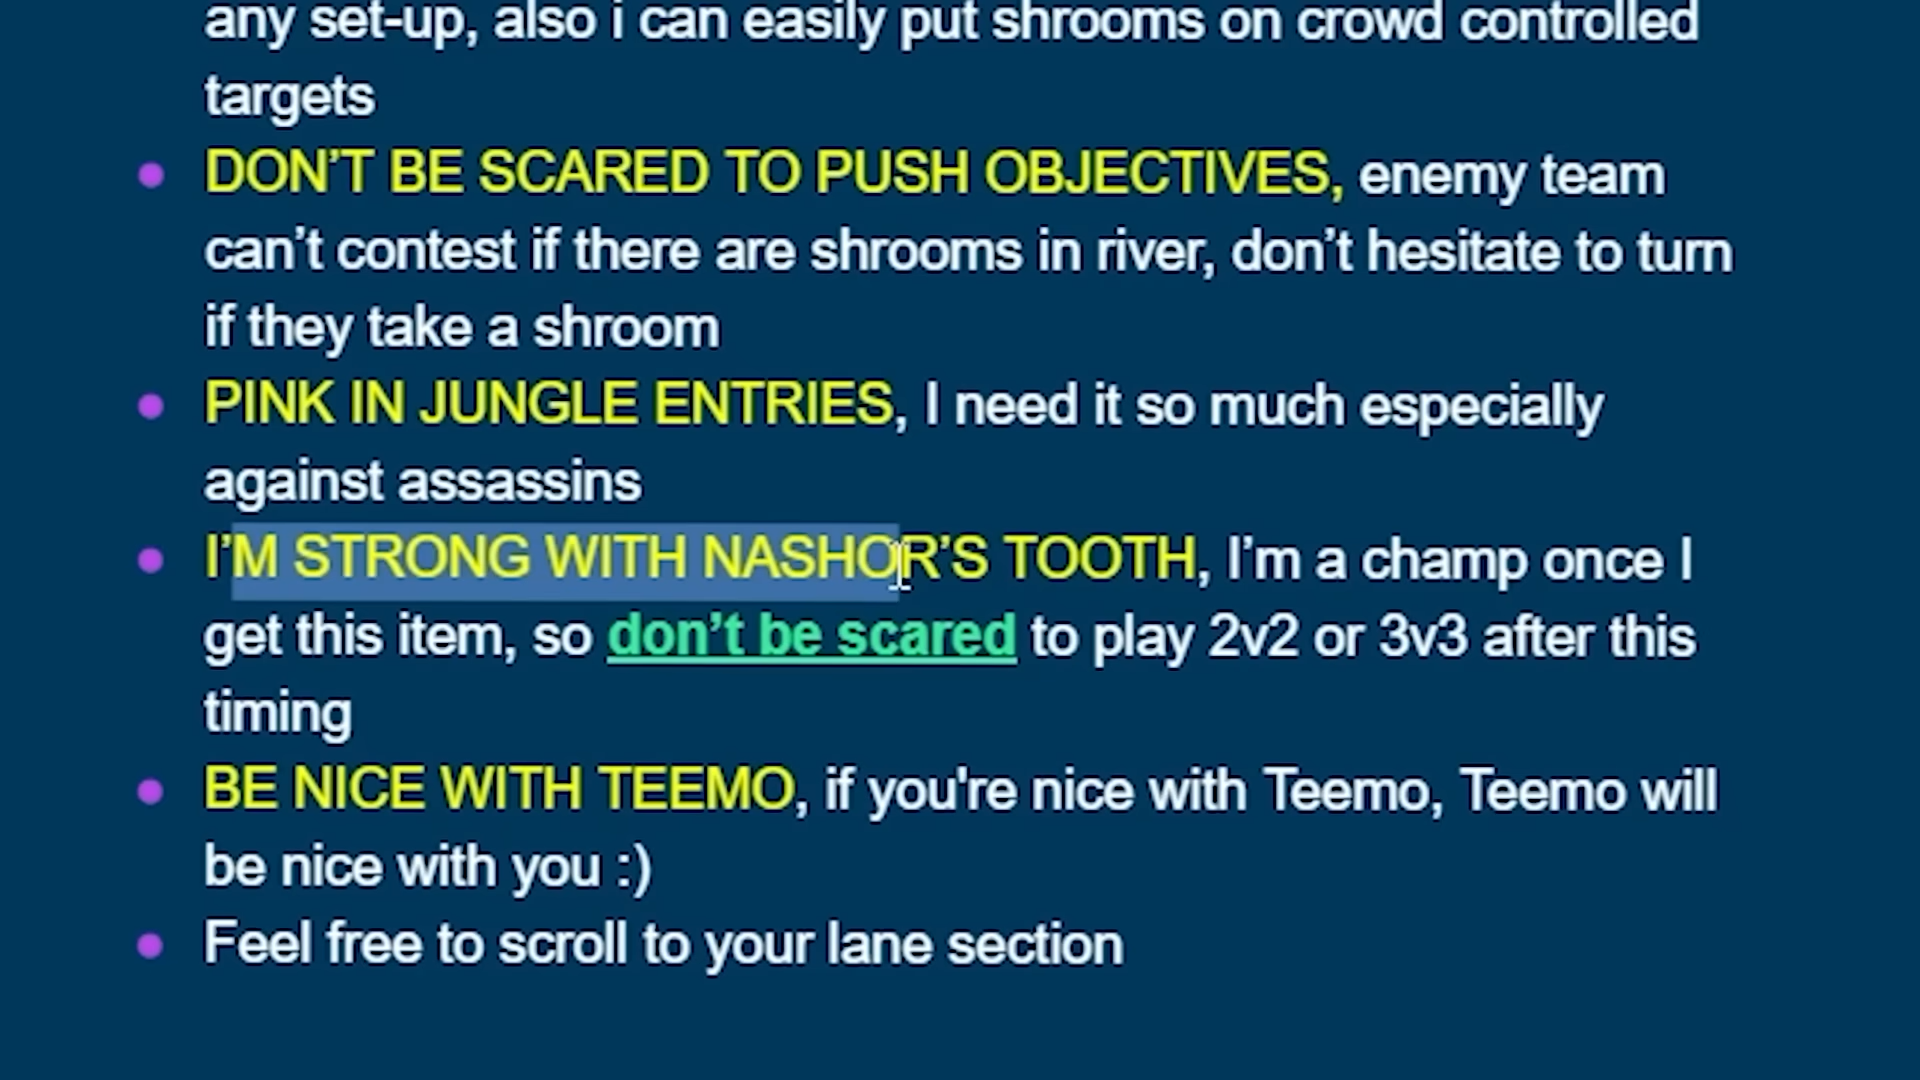 any set-up, also i can easily put shrooms on crowd controlled
targets
DON’T BE SCARED TO PUSH OBJECTIVES, enemy team
can’t contest if there are shrooms in river, don’t hesitate to turn
if they take a shroom
PINK IN JUNGLE ENTRIES, I need it so much especially
against assassins
I’M STRONG WITH NASHOR’S TOOTH, I’m a champ once I
get this item, so don’t be scared to play 2v2 or 3v3 after this
timing
BE NICE WITH TEEMO, if you're nice with Teemo, Teemo will
be nice with you :)
Feel free to scroll to your lane section